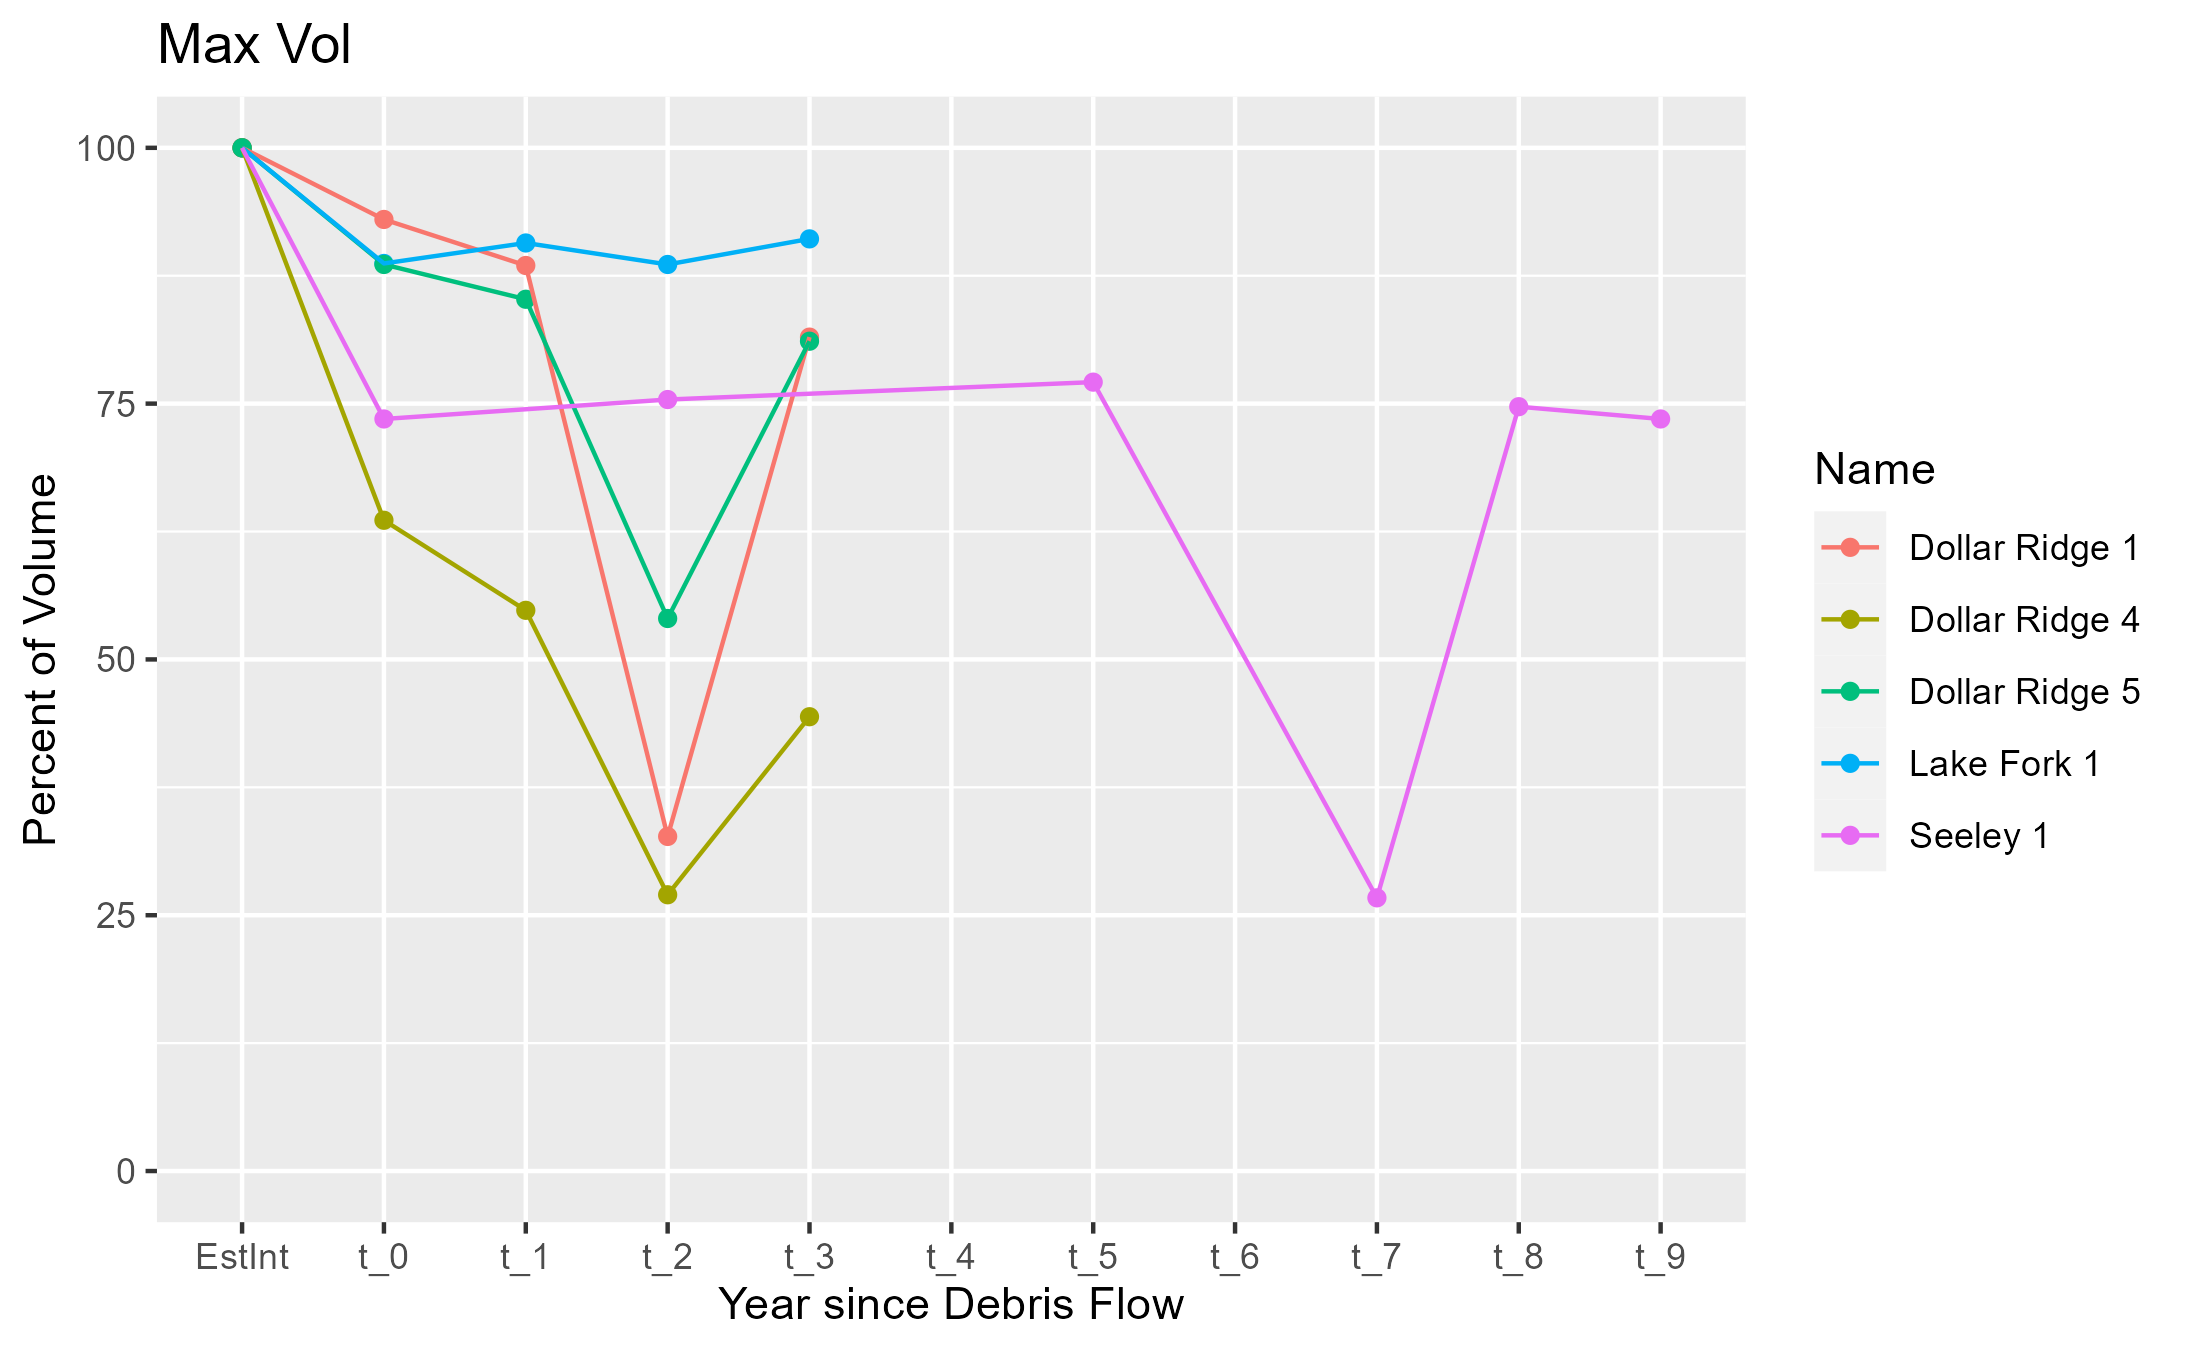 Max Vol
100
75
50
25
0
Percent of Volume
EstInt t_0 t_1 t_2 t_3 t_4 t_5 t_6 t_7 t_8 t_9
Year since Debris Flow
Name
Dollar Ridge 1
Dollar Ridge 4
Dollar Ridge 5
Lake Fork 1
Seeley 1